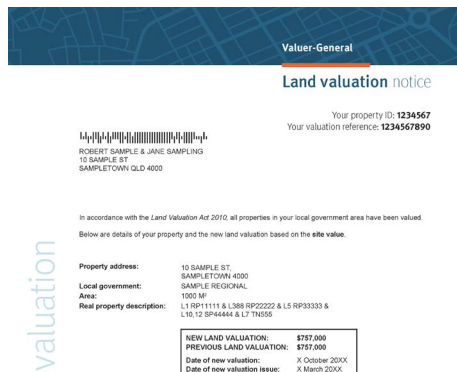 Valuer-General
Land valuation notice
Your property ID: 1234567
Your valuation reference: 1234567890
ROBERT SAMPLE & JANE SAMPLING
10 SAMPLE ST
SAMPLETOWN QLD 4000
In accordance with the Land Valuation Act 2010, all properties in your local government area have been valued.
Below are details of your property and the new land valuation based on the site value.
valuation
Property address: 10 SAMPLE ST,
SAMPLETOWN 4000
Local government: SAMPLE REGIONAL
Area: 1000 M²
Real property description: L1 RP11111 & L388 RP22222 & L5 RP33333 &
L10,12 SP44444 & L7 TN555
NEW LAND VALUATION: $757,000
PREVIOUS LAND VALUATION: $757,000
Date of new valuation: X October 20XX
Date of new valuation issue: X March 20XX